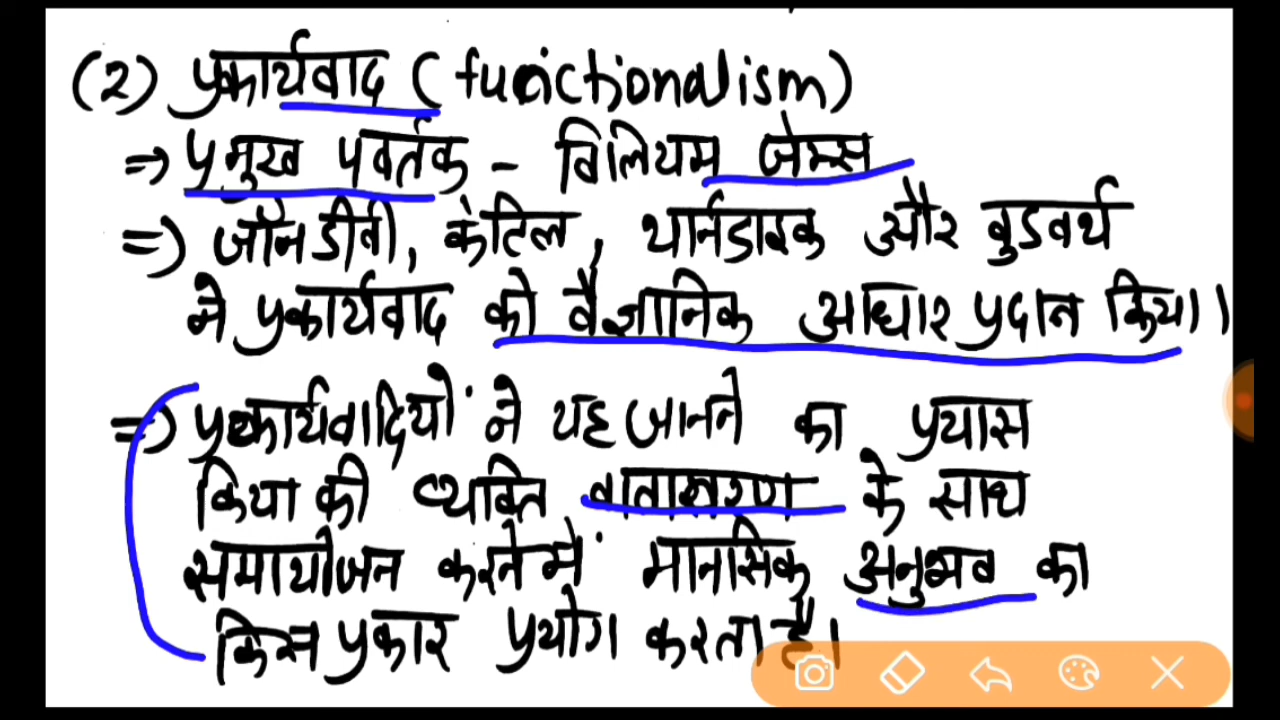 (2) प्रकार्यवाद (functionalism)
=> प्रमुख पवर्तक - विलियम जेम्स
=> जॉन डीवी, केटिल, थार्नडाइक और वुडवर्थ
ने प्रकार्यवाद को वैज्ञानिक आधार प्रदान किया।
=> प्रकार्यवादियों ने यह जानने का प्रयास
किया की व्यक्ति वातावरण के साथ
समायोजन करने में मानसिक अनुभव का
किस प्रकार प्रयोग करता है।